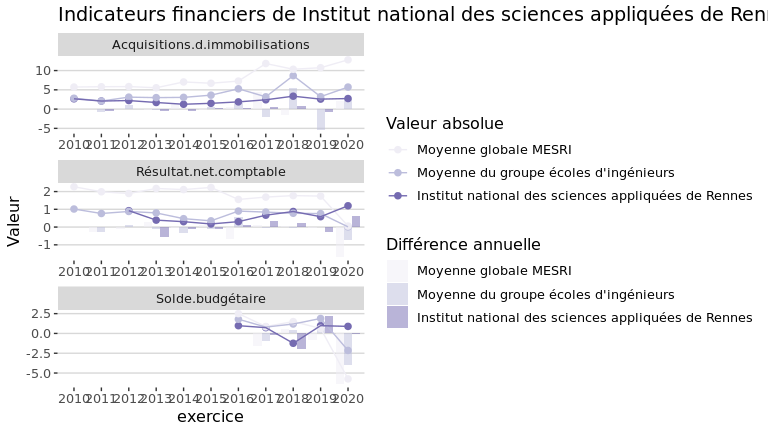 Indicateurs financiers de Institut national des sciences appliquées de Ren
Acquisitions.d.immobilisations
10
5
0
-5
2010 2011 2012 2013 2014 2015 2016 2017 2018 2019 2020
Résultat.net.comptable
2
1
0
-1
2010 2011 2012 2013 2014 2015 2016 2017 2018 2019 2020
Solde.budgétaire
2.5
0.0
-2.5
-5.0
2010 2011 2012 2013 2014 2015 2016 2017 2018 2019 2020
exercice
Valeur
Valeur absolue
Moyenne globale MESRI
Moyenne du groupe écoles d'ingénieurs
Institut national des sciences appliquées de Rennes
Différence annuelle
Moyenne globale MESRI
Moyenne du groupe écoles d'ingénieurs
Institut national des sciences appliquées de Rennes